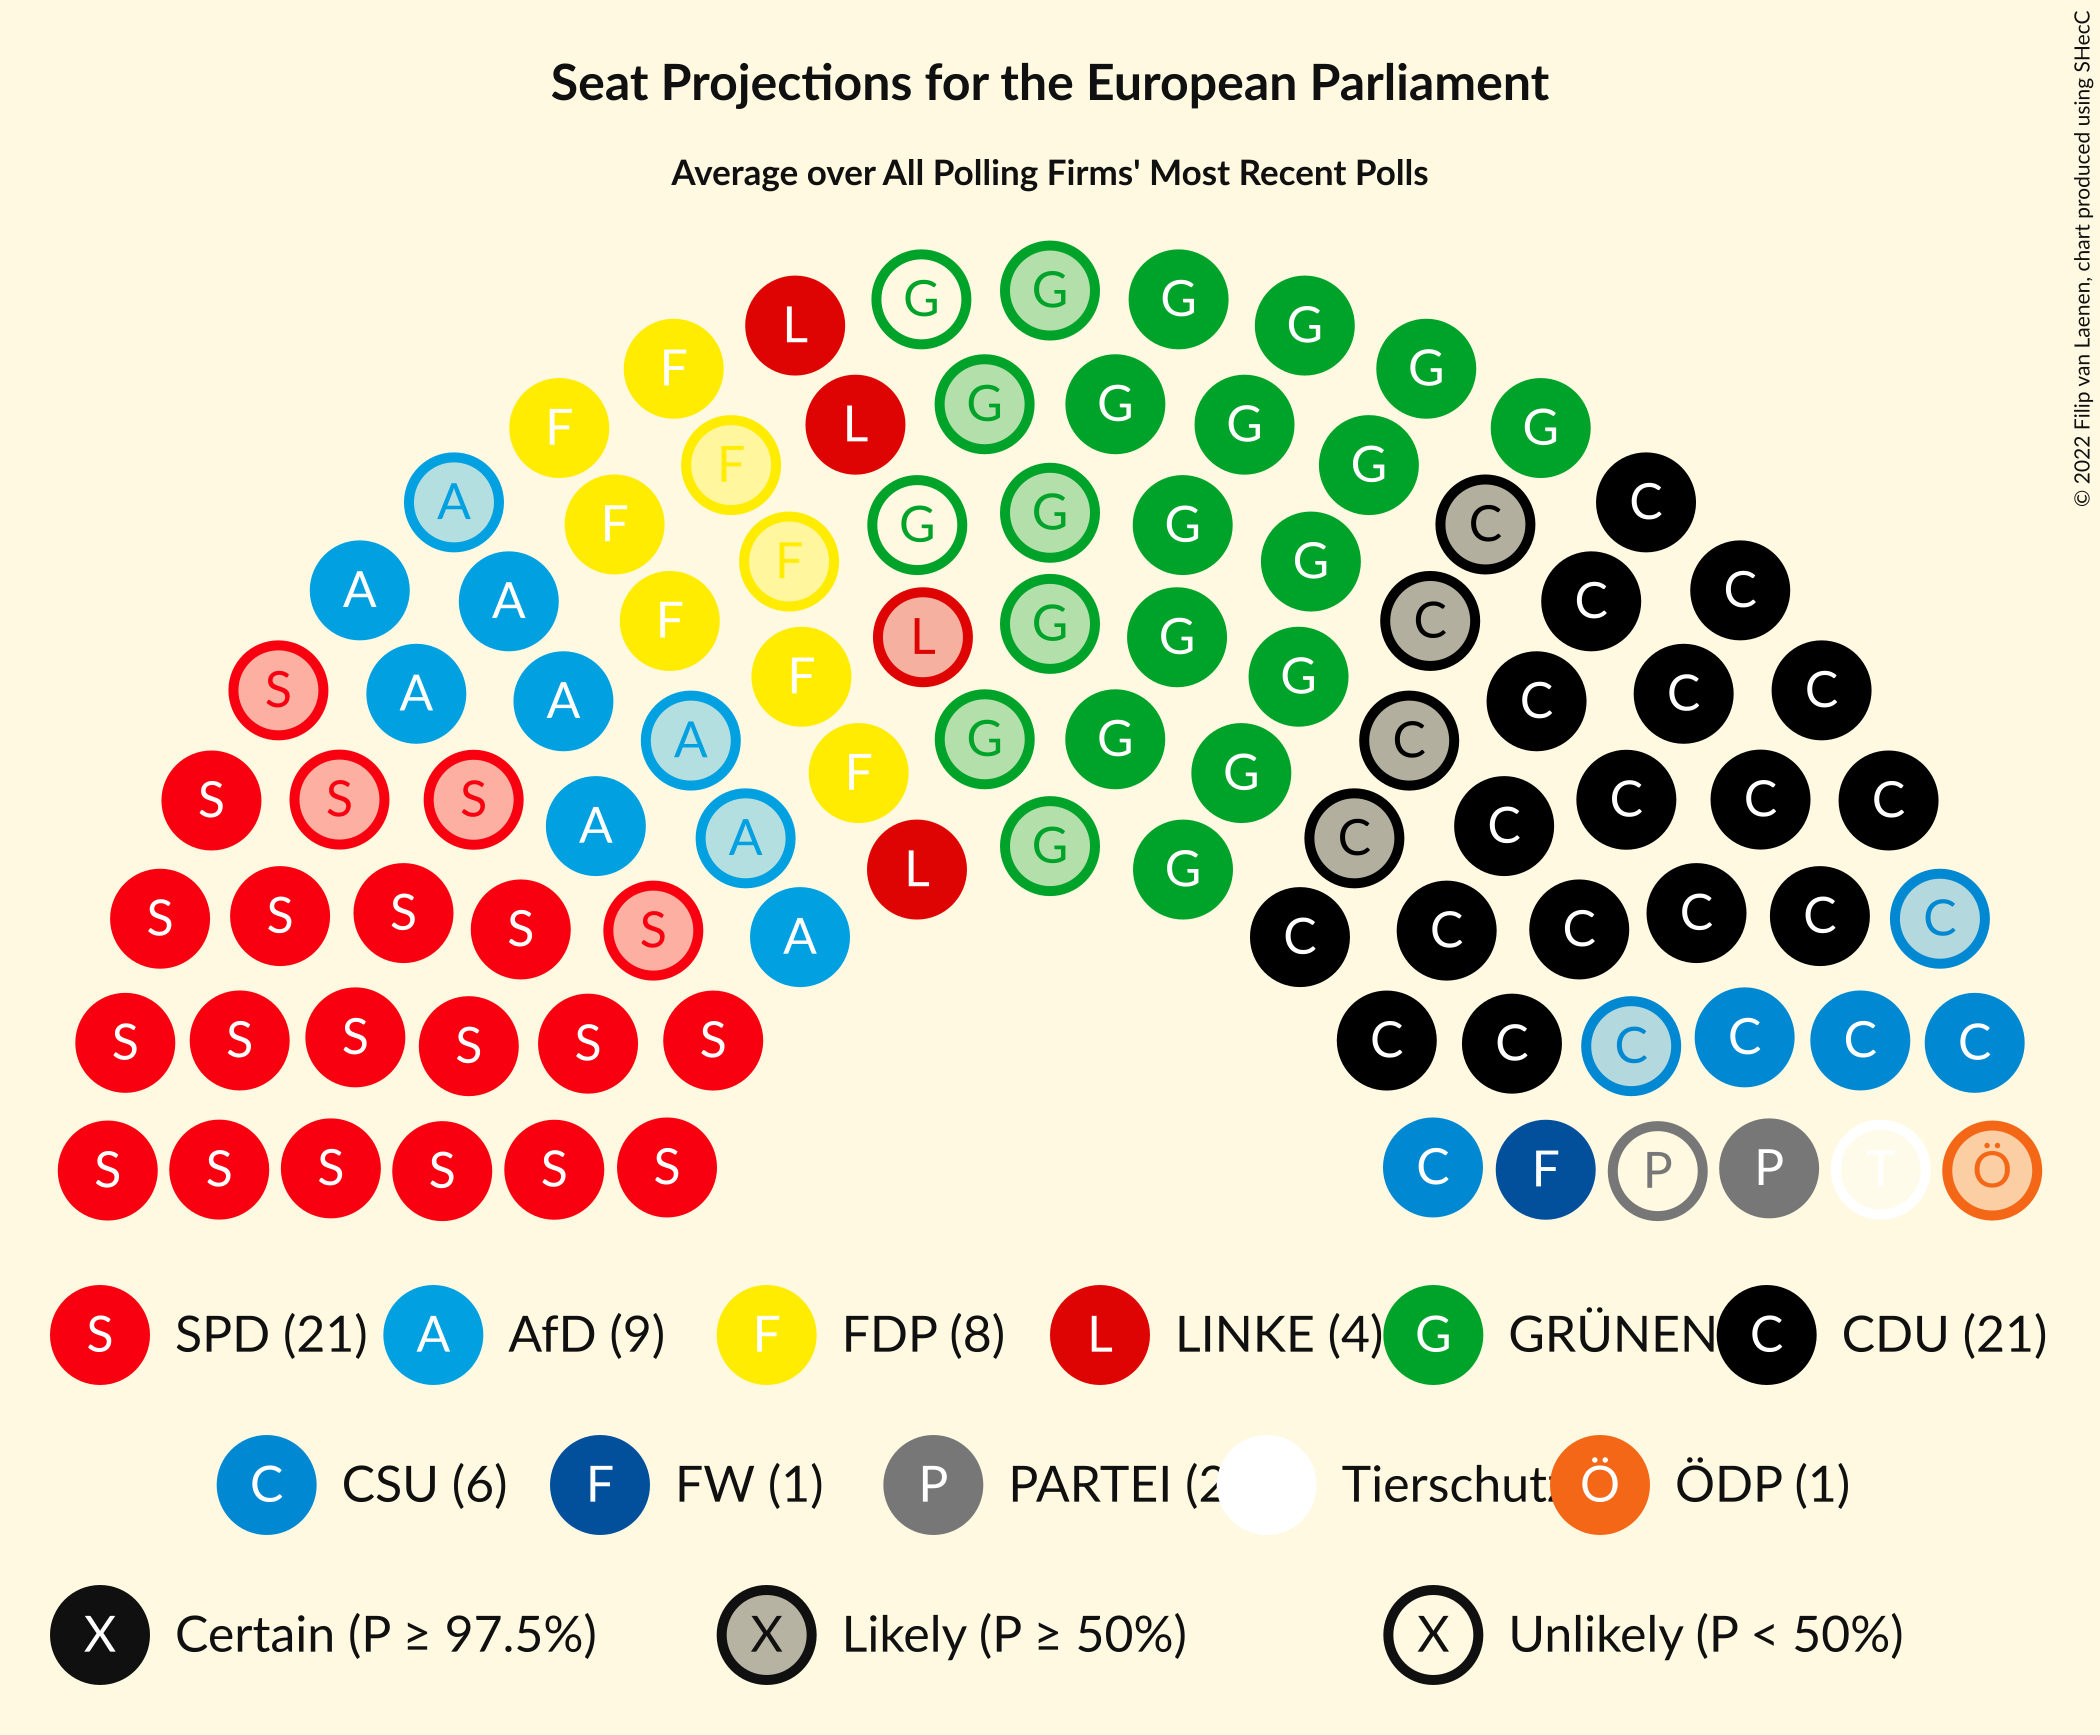 © 2022 Filip van Laenen, chart produced using SHecC
Seat Projections for the European Parliament
Average over All Polling Firms' Most Recent Polls
L G G G G
F F L G G G G G
A F F G G G G C C
A A F F L G G G C C C
S A A A F G G G C C C C
S S S A A F L G G G C C C C C
S S S S S A C C C C C C
S S S S S S C C C C C C
S S S S S S C F P P T Ö
S SPD (21) A AfD (9) F FDP (8) L LINKE (4) G GRÜNEN C CDU (21)
C CSU (6) F FW (1) P PARTEI (2 Tierschutz Ö ÖDP (1)
X Certain (P ≥ 97.5%) X Likely (P ≥ 50%) X Unlikely (P < 50%)